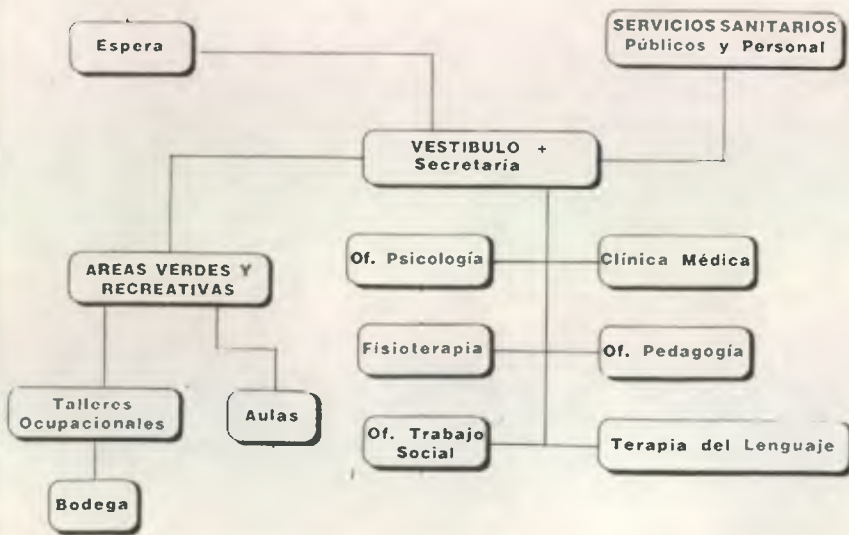 Espera
SERVICIOS SANITARIOS
Públicos y Personal
VESTIBULO +
Secretaría
AREAS VERDES Y
RECREATIVAS
Of. Psicología
Clínica Médica
Fisioterapia
Of. Pedagogía
Talleres
Ocupacionales
Aulas
Of. Trabajo
Social
Terapia del Lenguaje
Bodega